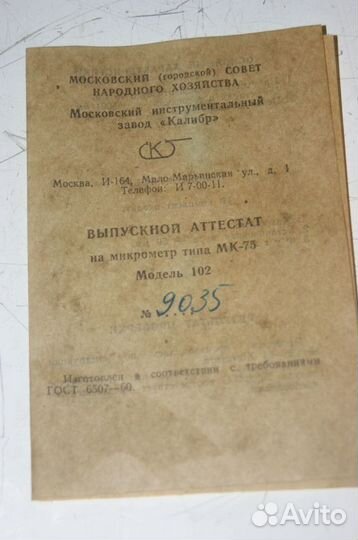 МОСКОВСКИЙ (городской) СОВЕТ
НАРОДНОГО ХОЗЯЙСТВА
Московский инструментальный
завод «Калибр»
Москва, И-164, Мало-Марьинская ул., д. 1
Телефон: И 7-00-11.
ВЫПУСКНОЙ АТТЕСТАТ
на микрометр типа МК-75
Модель 102
№ 9035
Изготовлен в соответствии с требованиями
ГОСТ 6507—60.
Avito